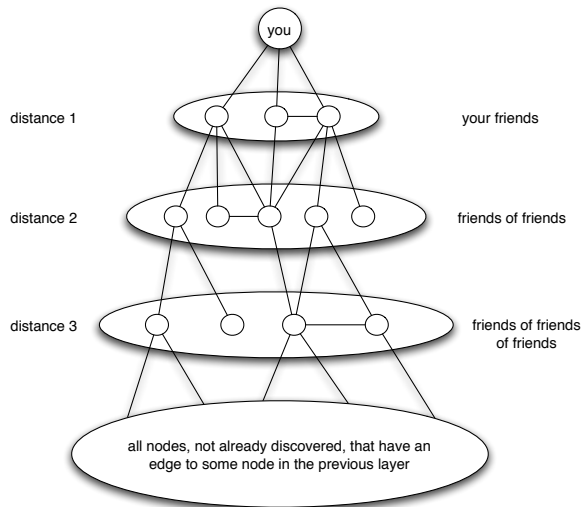 you
distance 1
your friends
distance 2
friends of friends
distance 3
friends of friends
of friends
all nodes, not already discovered, that have an
edge to some node in the previous layer